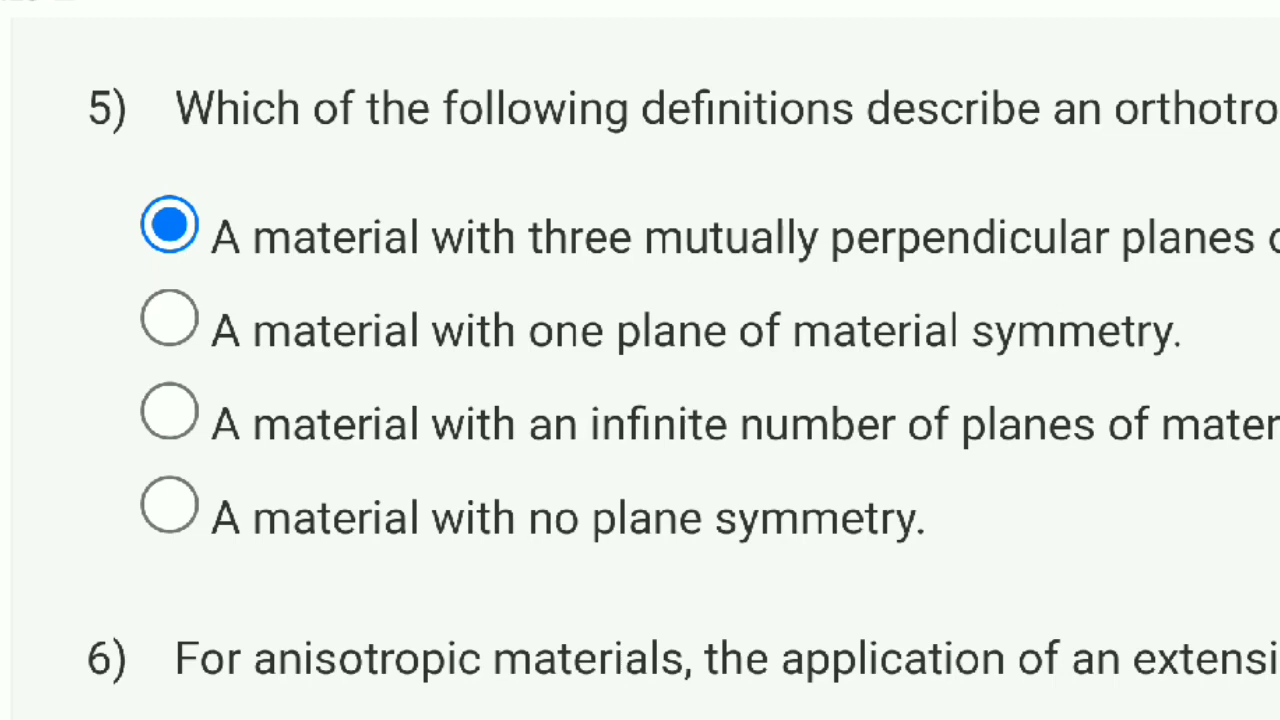 5) Which of the following definitions describe an orthotro
A material with three mutually perpendicular planes
A material with one plane of material symmetry.
A material with an infinite number of planes of mater
A material with no plane symmetry.
6) For anisotropic materials, the application of an extensi